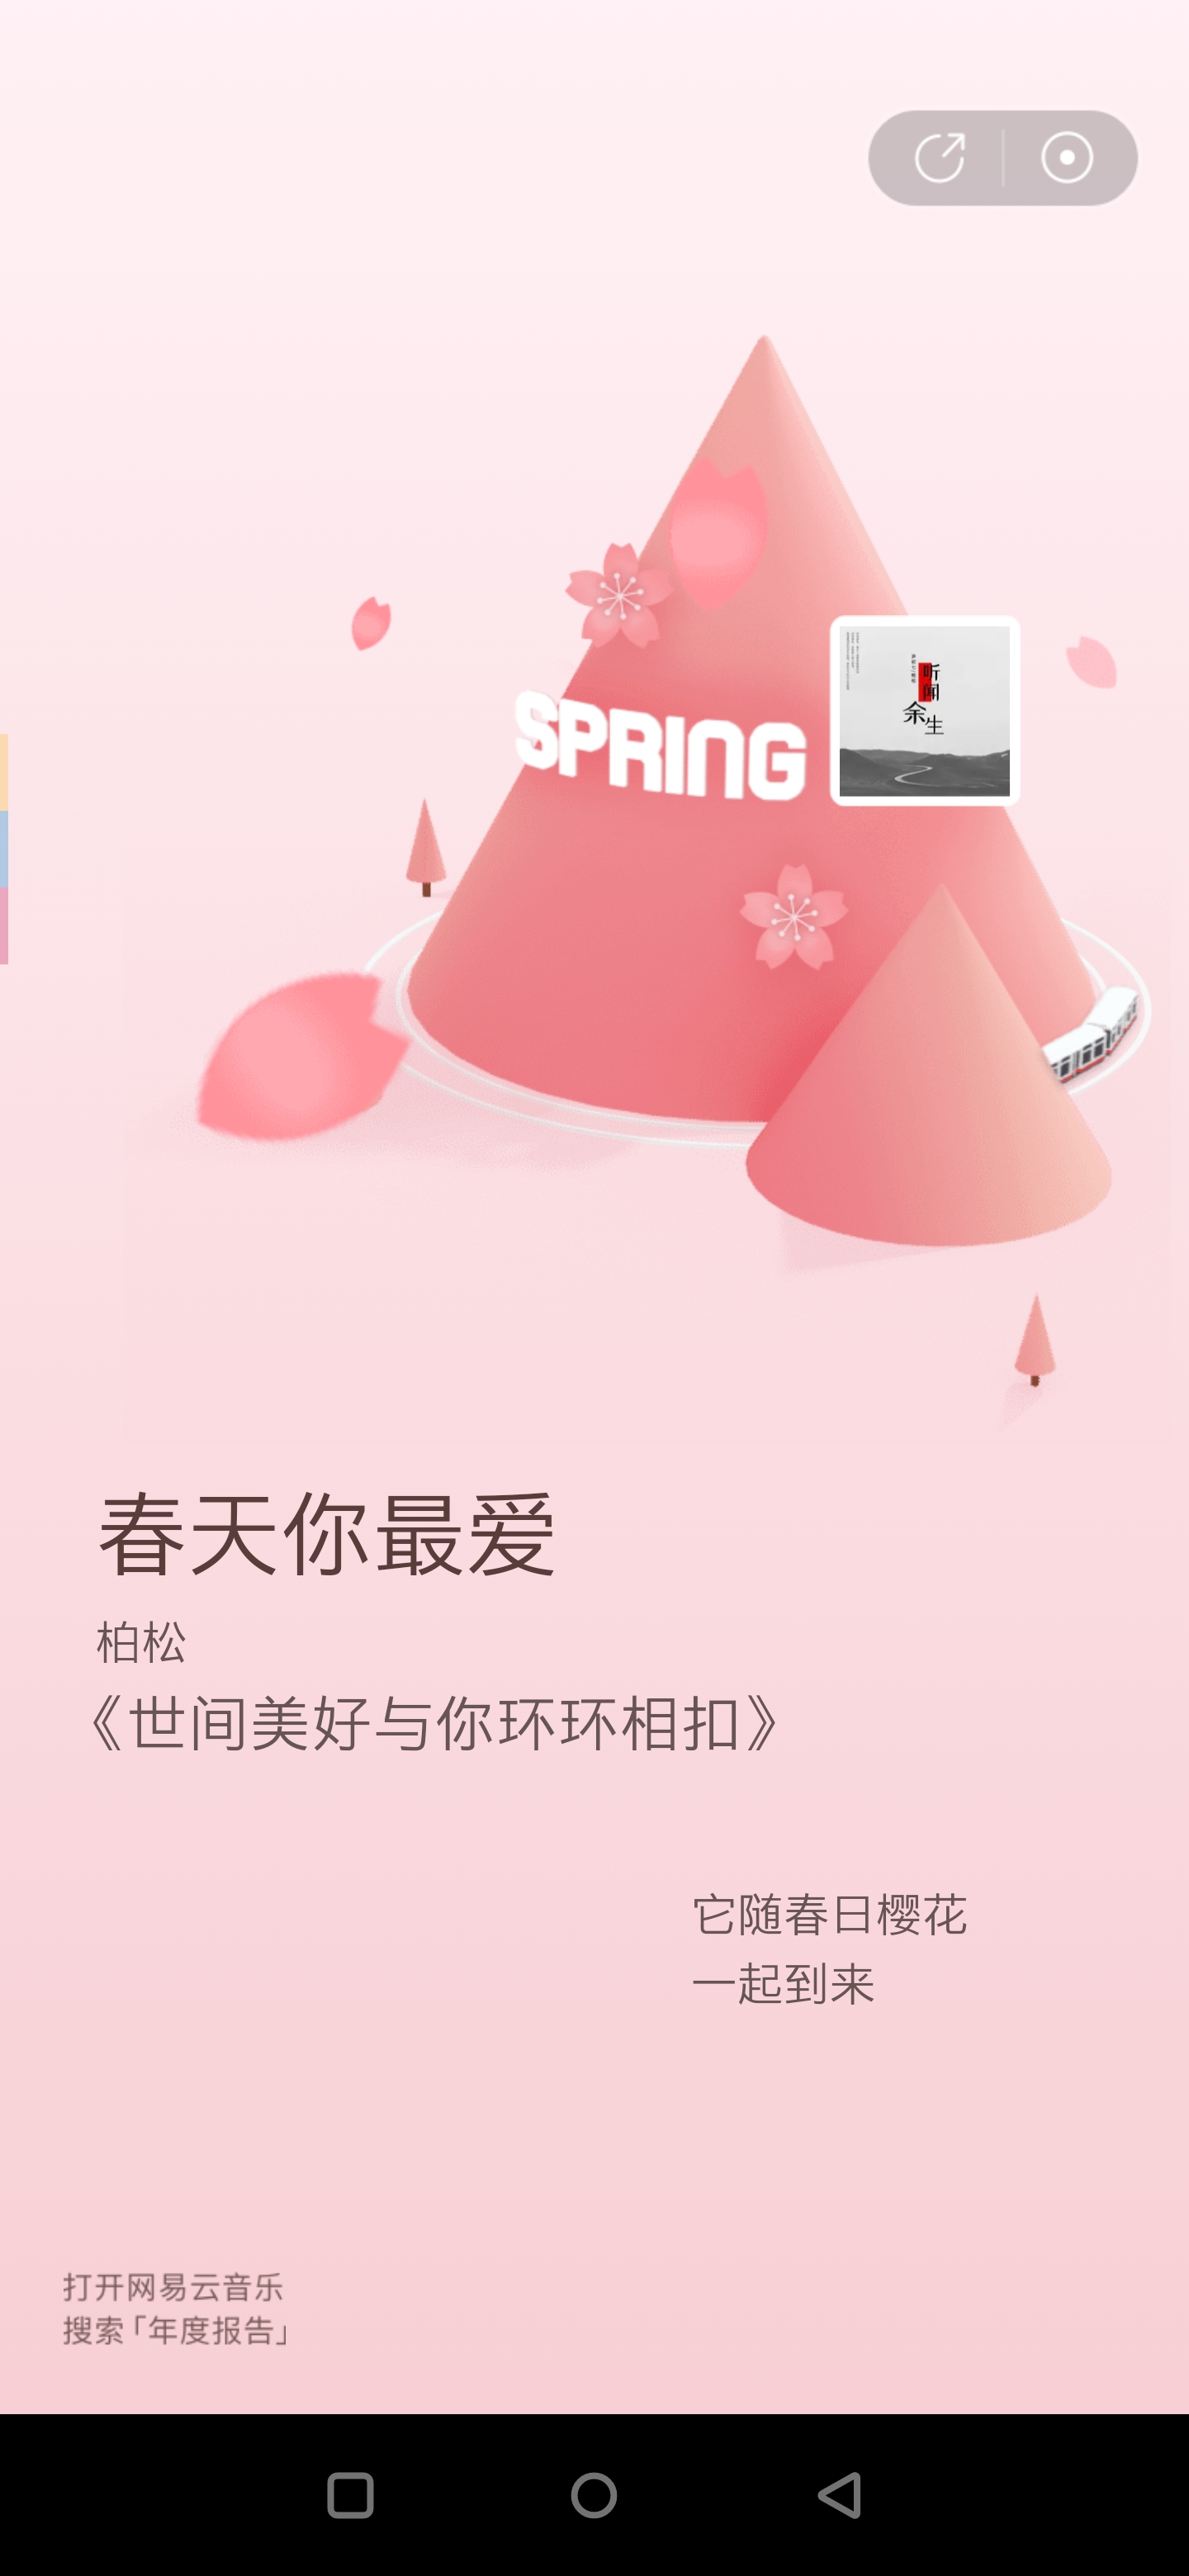 SPRING
听闻
余生
春天你最爱
柏松
《世间美好与你环环相扣》
它随春日樱花
一起到来
打开网易云音乐
搜索「年度报告」